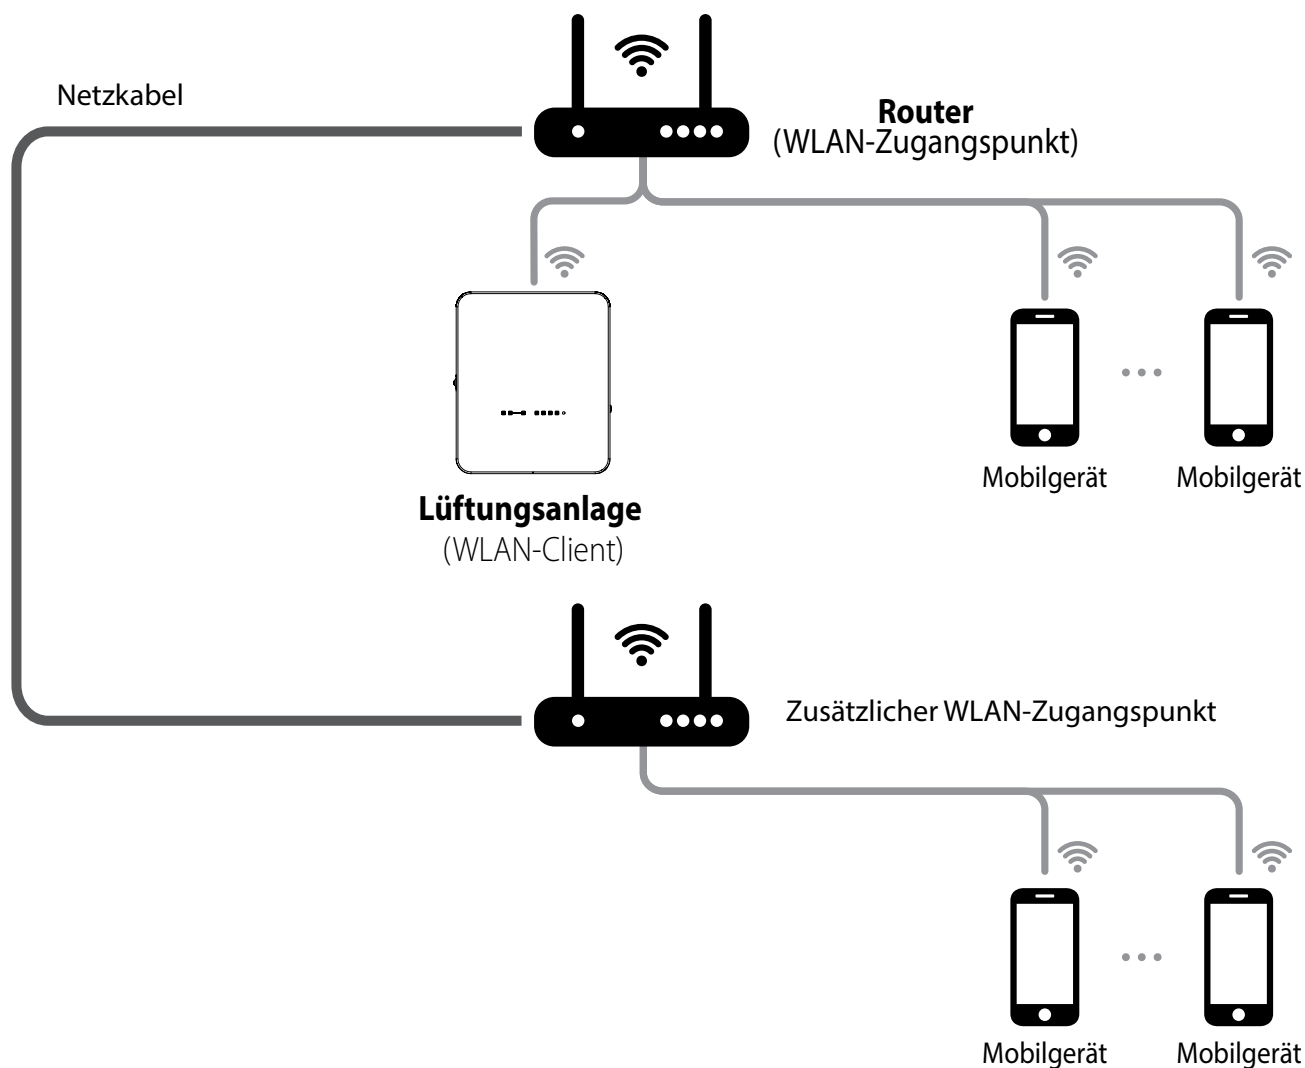 Netzkabel
Router
(WLAN-Zugangspunkt)
Mobilgerät
Mobilgerät
Lüftungsanlage
(WLAN-Client)
Zusätzlicher WLAN-Zugangspunkt
Mobilgerät
Mobilgerät